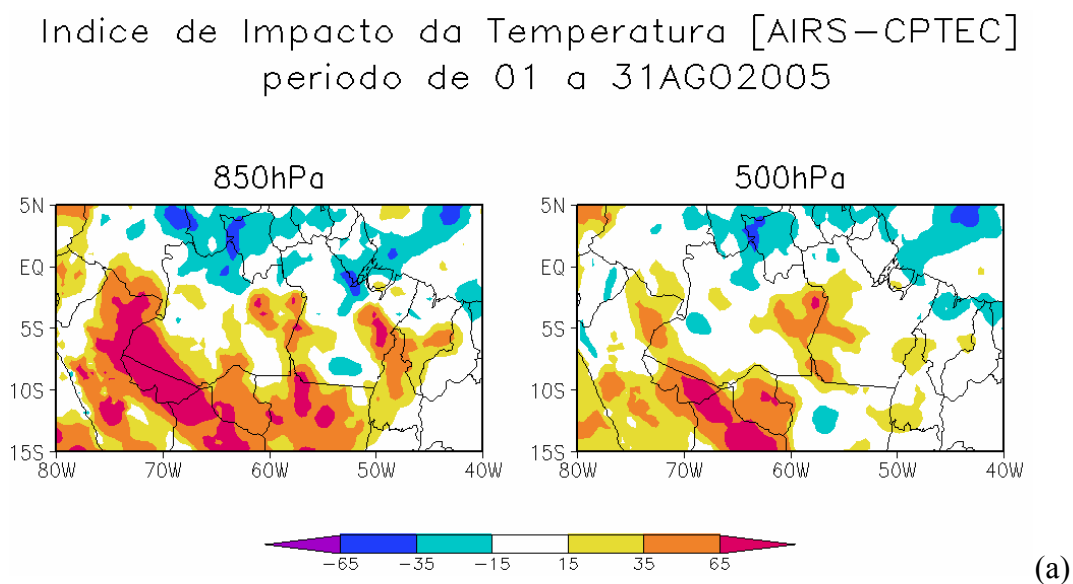 Indice de Impacto da Temperatura [AIRS-CPTEC]
periodo de 01 a 31AGO2005
850hPa
5N
EQ
5S
10S
15S
80W 70W 60W 50W 40W
500hPa
5N
EQ
5S
10S
15S
80W 70W 60W 50W 40W
-65 -35 -15 15 35 65
(a)